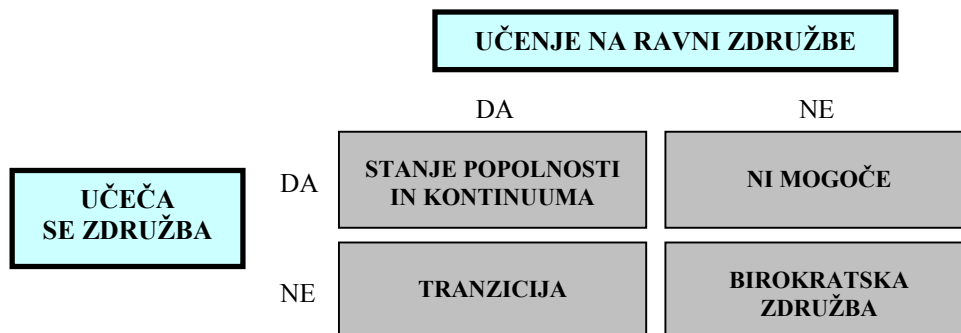 UČENJE NA RAVNI ZDRUŽBE
DA
NE
UČEČA
SE ZDRUŽBA
DA
STANJE POPOLNOSTI
IN KONTINUUMA
NI MOGOČE
NE
TRANZICIJA
BIROKRATSKA
ZDRUŽBA